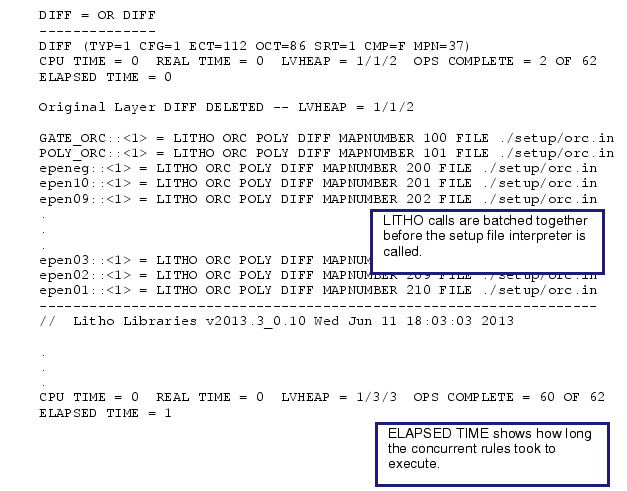 DIFF = OR DIFF
--------------
DIFF (TYP=1 CFG=1 ECT=112 OCT=86 SRT=1 CMP=F MPN=37)
CPU TIME = 0  REAL TIME = 0  LVHEAP = 1/1/2  OPS COMPLETE = 2 OF 62
ELAPSED TIME = 0
Original Layer DIFF DELETED -- LVHEAP = 1/1/2
GATE_ORC::<1> = LITHO ORC POLY DIFF MAPNUMBER 100 FILE ./setup/orc.in
POLY_ORC::<1> = LITHO ORC POLY DIFF MAPNUMBER 101 FILE ./setup/orc.in
epeneg::<1> = LITHO ORC POLY DIFF MAPNUMBER 200 FILE ./setup/orc.in
epen10::<1> = LITHO ORC POLY DIFF MAPNUMBER 201 FILE ./setup/orc.in
epen09::<1> = LITHO ORC POLY DIFF MAPNUMBER 202 FILE ./setup/orc.in
.
.
.
LITHO calls are batched together
before the setup file interpreter is
called.
epen03::<1> = LITHO ORC POLY DIFF MAPNUM
epen02::<1> = LITHO ORC POLY DIFF MAPNUMBER 209 FILE ./setup/orc.in
epen01::<1> = LITHO ORC POLY DIFF MAPNUMBER 210 FILE ./setup/orc.in
-------------------------------------------------------------------
//  Litho Libraries v2013.3_0.10 Wed Jun 11 18:03:03 2013
.
.
.
CPU TIME = 0  REAL TIME = 0  LVHEAP = 1/3/3  OPS COMPLETE = 60 OF 62
ELAPSED TIME = 1
ELAPSED TIME shows how long
the concurrent rules took to
execute.